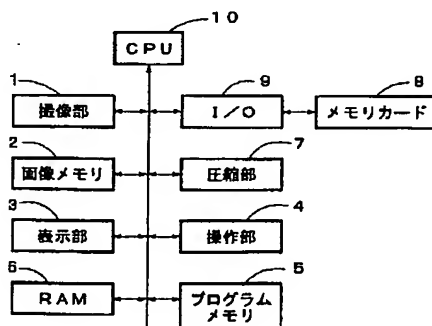 10
CPU
1
撮像部
9
I/O
8
メモリカード
2
画像メモリ
7
圧縮部
3
表示部
4
操作部
6
RAM
5
プログラム
メモリ